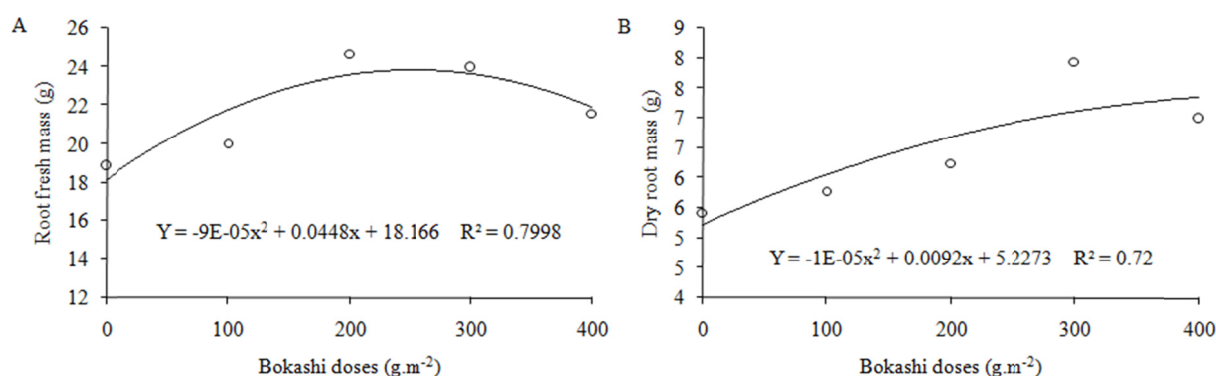 A
Root fresh mass (g)
26
24
22
20
18
16
14
12
Y = -9E-05x² + 0.0448x + 18.166 R² = 0.7998
0 100 200 300 400
Bokashi doses (g.m⁻²)
B
Dry root mass (g)
9
8
8
7
7
6
6
5
5
4
Y = -1E-05x² + 0.0092x + 5.2273 R² = 0.72
0 100 200 300 400
Bokashi doses (g.m⁻²)